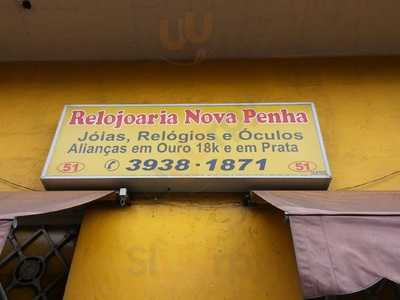 Relojoaria Nova Penha
Jóias, Relógios e Óculos
Alianças em Ouro 18k e em Prata
51 3938-1871 51